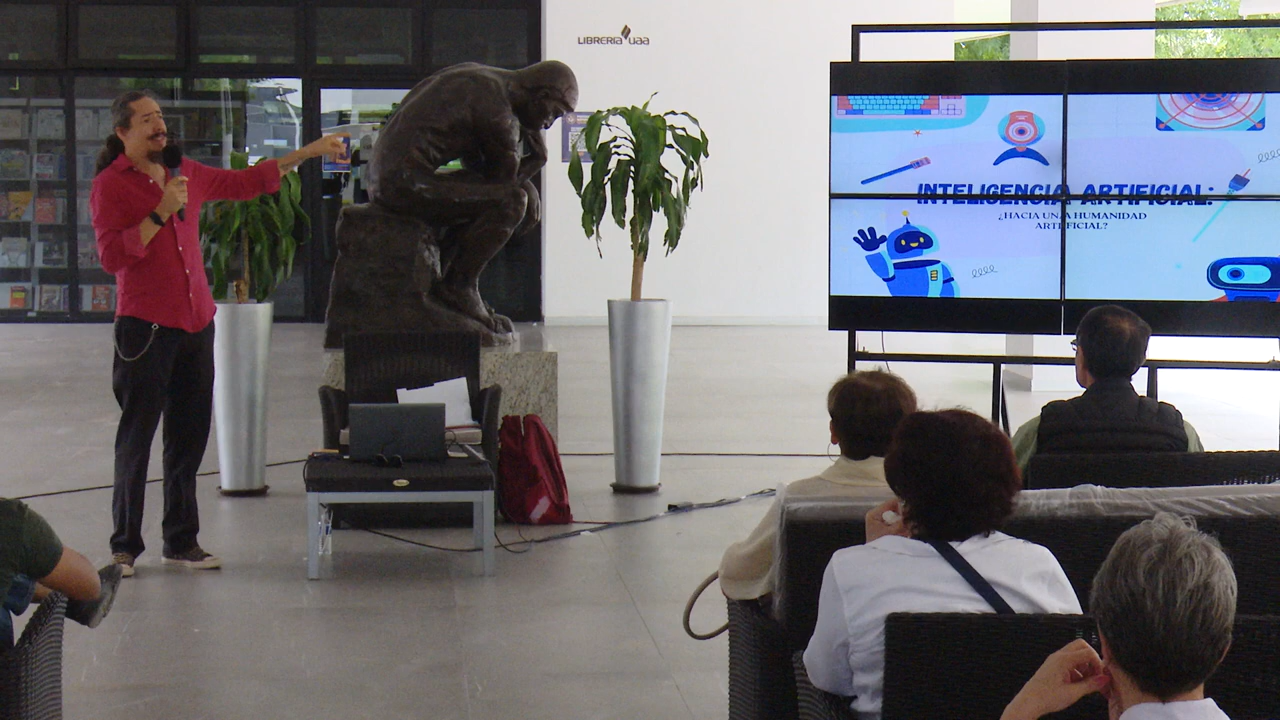 LIBRERÍA UAA
INTELIGENCIA ARTIFICIAL:
¿HACIA UNA HUMANIDAD
ARTIFICIAL?